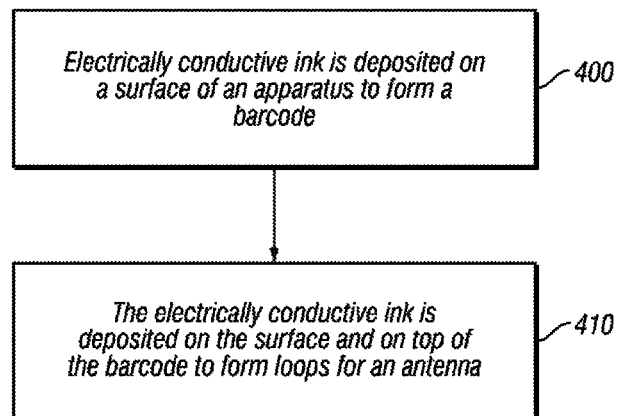 Electrically conductive ink is deposited on
a surface of an apparatus to form a
barcode
400
The electrically conductive ink is
deposited on the surface and on top of
the barcode to form loops for an antenna
410